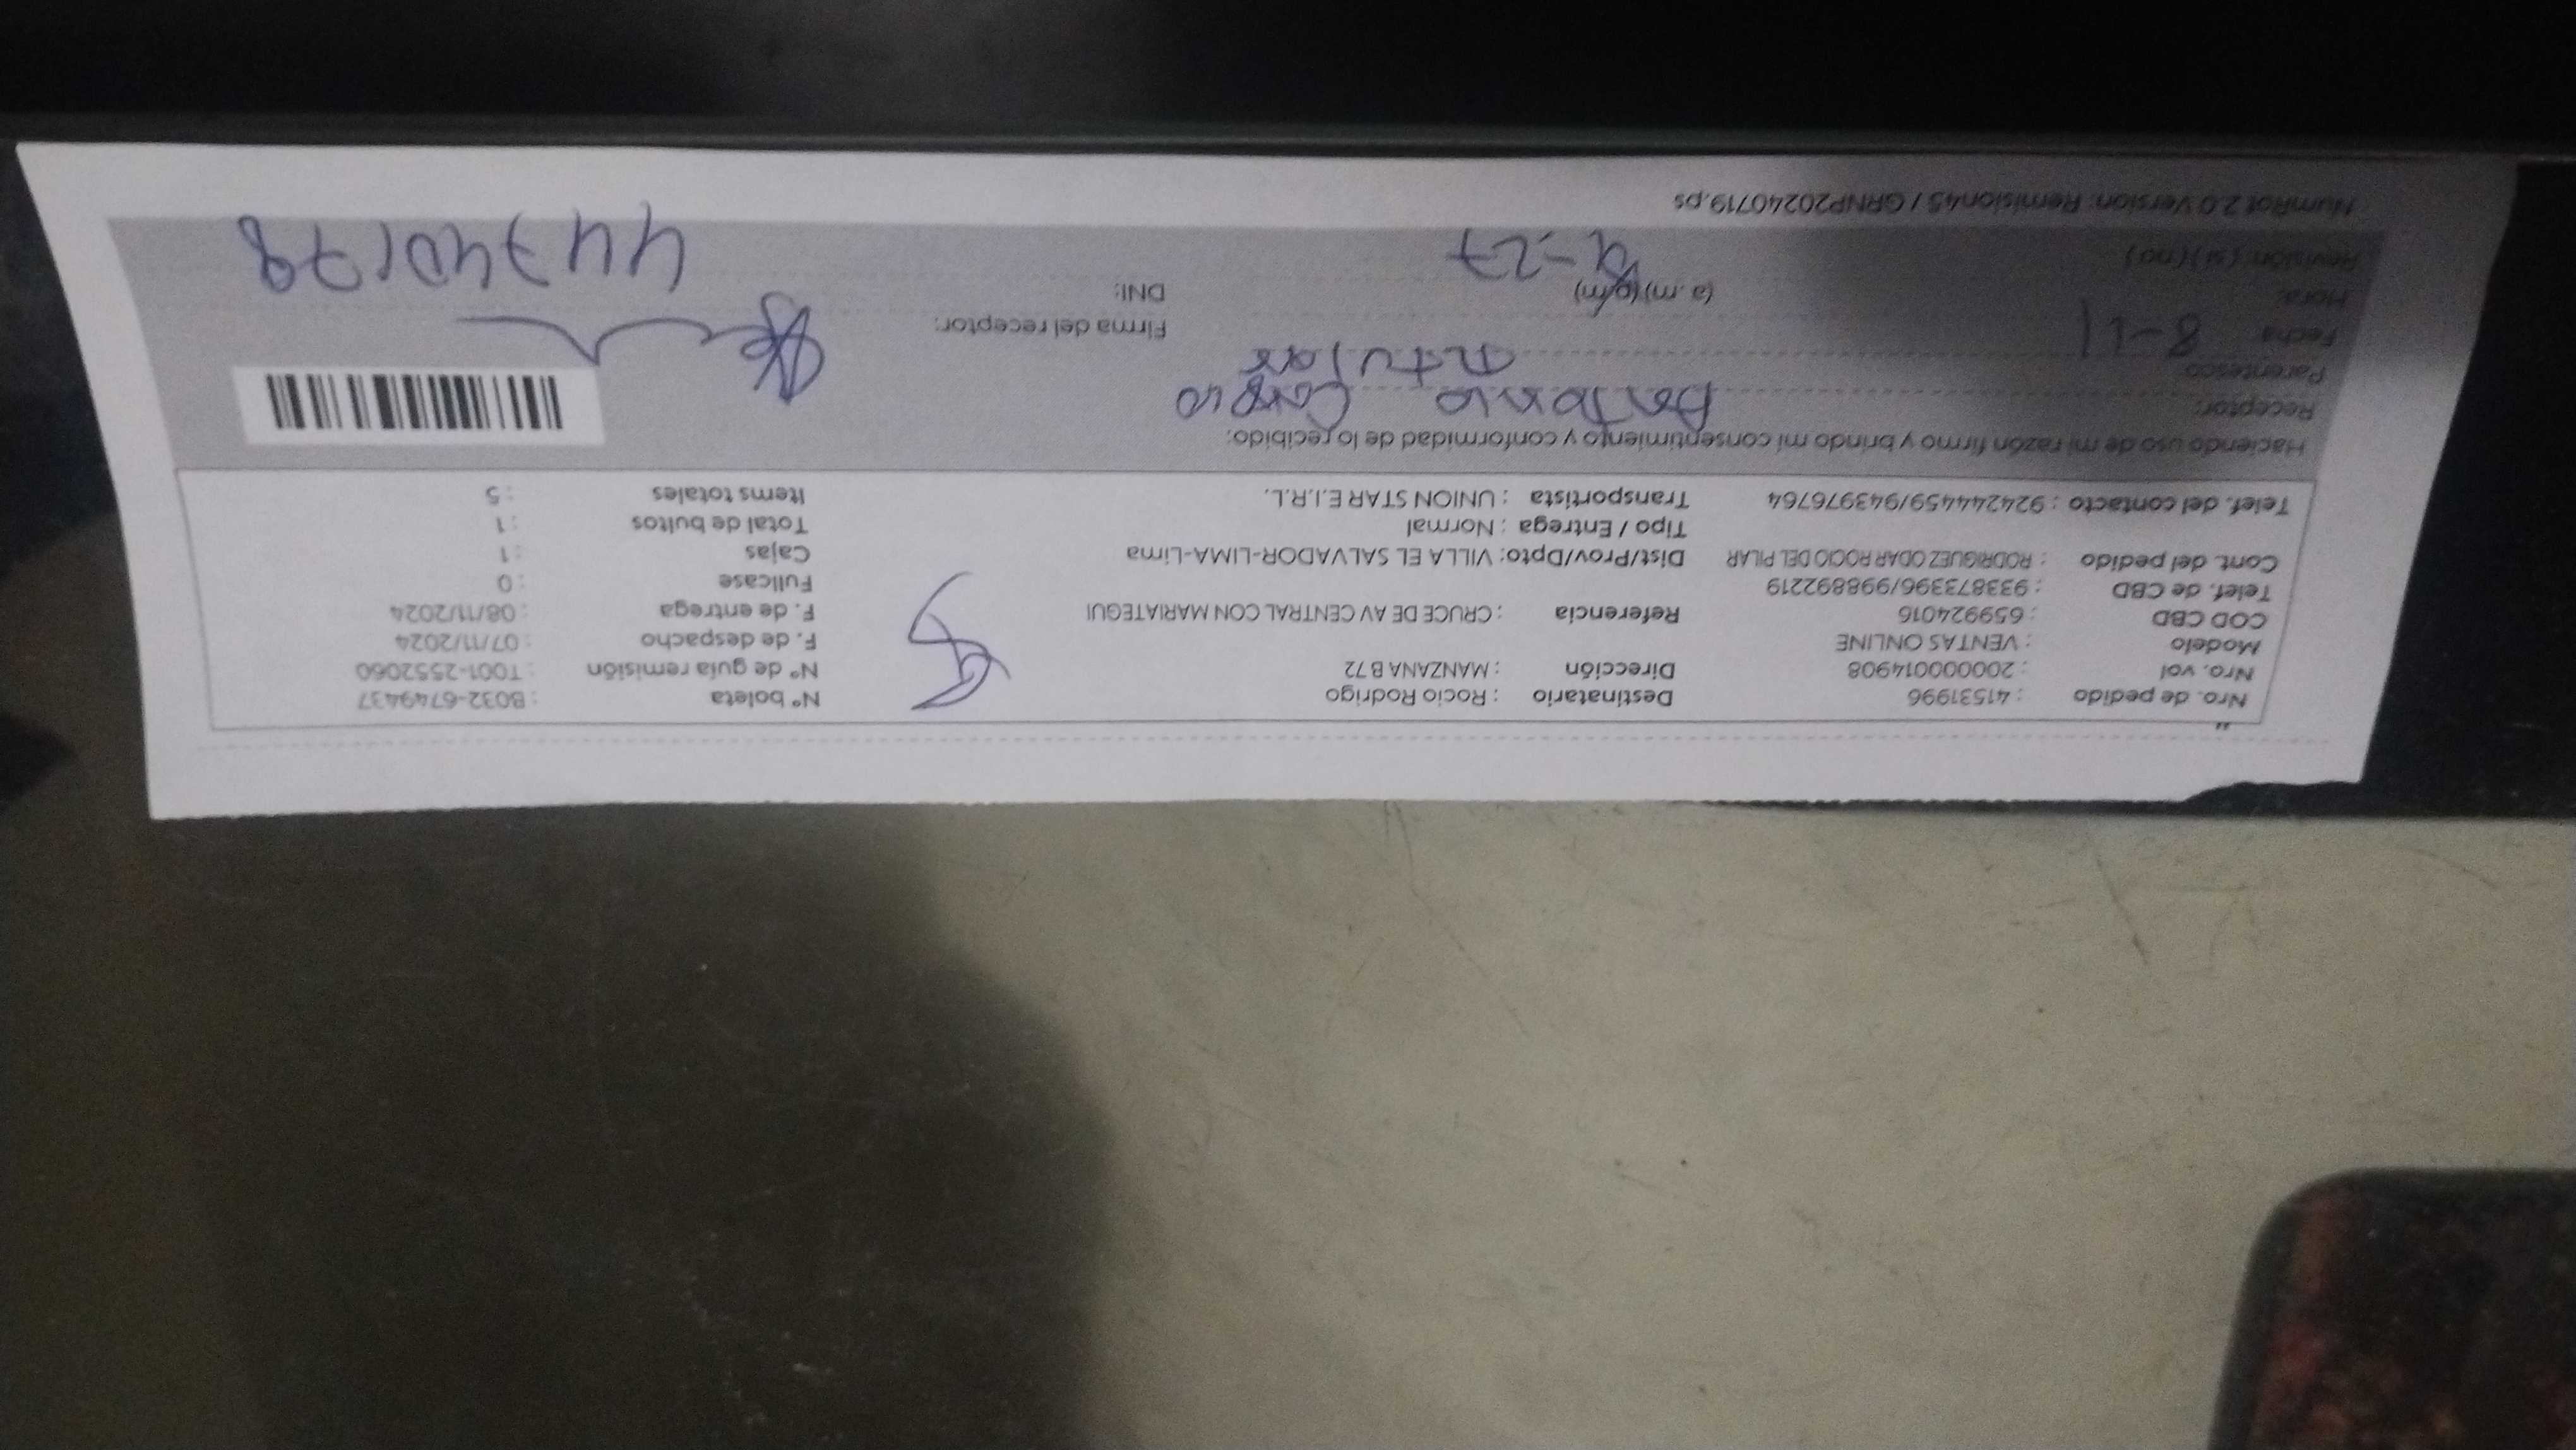 Nro. de pedido : 41531996 Destinatario : Rocio Rodrigo N° boleta : B032-6749437
Nro. vol : 2000000014908 Dirección : MANZANA B 72 N° de guía remisión : T001-2552060
Modelo : VENTAS ONLINE F. de despacho : 07/11/2024
COD CBD : 659924016 Referencia : CRUCE DE AV CENTRAL CON MARIATEGUI F. de entrega : 08/11/2024
Telef. de CBD : 933873396/998892219 Fullcase : 0
Cont. del pedido : RODRIGUEZ ODAR ROCIO DEL PILAR Dist/Prov/Dpto: VILLA EL SALVADOR-LIMA-Lima Cajas : 1
Tipo / Entrega : Normal Total de bultos : 1
Telef. del contacto : 924244459/943976764 Transportista : UNION STAR E.I.R.L. Items totales : 5
Haciendo uso de mi razón firmo y brindo mi consentimiento y conformidad de lo recibido:
Receptor:
Parentesco:
Fecha 8-11 Firma del receptor:
Hora: (a.m)(p/m) DNI:
Revisión: (si) (no) 44740178
NumRot 2.0 Version: Remision45 / GRNP20240719.ps